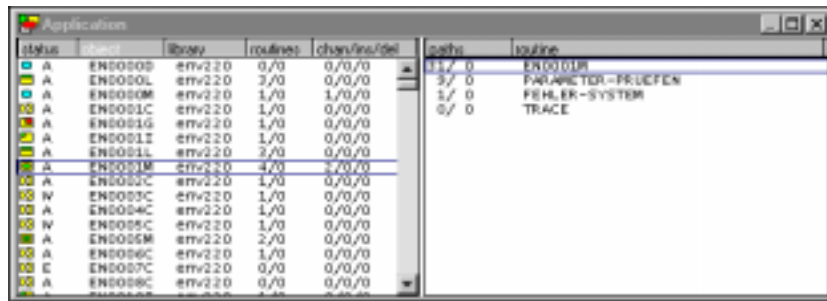 Application
status object library routines chan/ins/del paths routine
A EN0000D env220 0/0 0/0/0 31/ 0 EN0001M
A EN0000L env220 3/0 0/0/0 3/ 0 PARAMETER-PRUEFEN
A EN0000M env220 1/0 1/0/0 1/ 0 FEHLER-SYSTEM
A EN0001C env220 1/0 0/0/0 0/ 0 TRACE
A EN0001G env220 1/0 0/0/0
A EN0001I env220 1/0 0/0/0
A EN0001L env220 3/0 0/0/0
A EN0001M env220 4/0 2/0/0
A EN0002C env220 1/0 0/0/0
W EN0003C env220 1/0 0/0/0
A EN0004C env220 1/0 0/0/0
W EN0005C env220 1/0 0/0/0
A EN0005M env220 2/0 0/0/0
A EN0006C env220 1/0 0/0/0
E EN0007C env220 0/0 0/0/0
A EN0008C env220 1/0 0/0/0